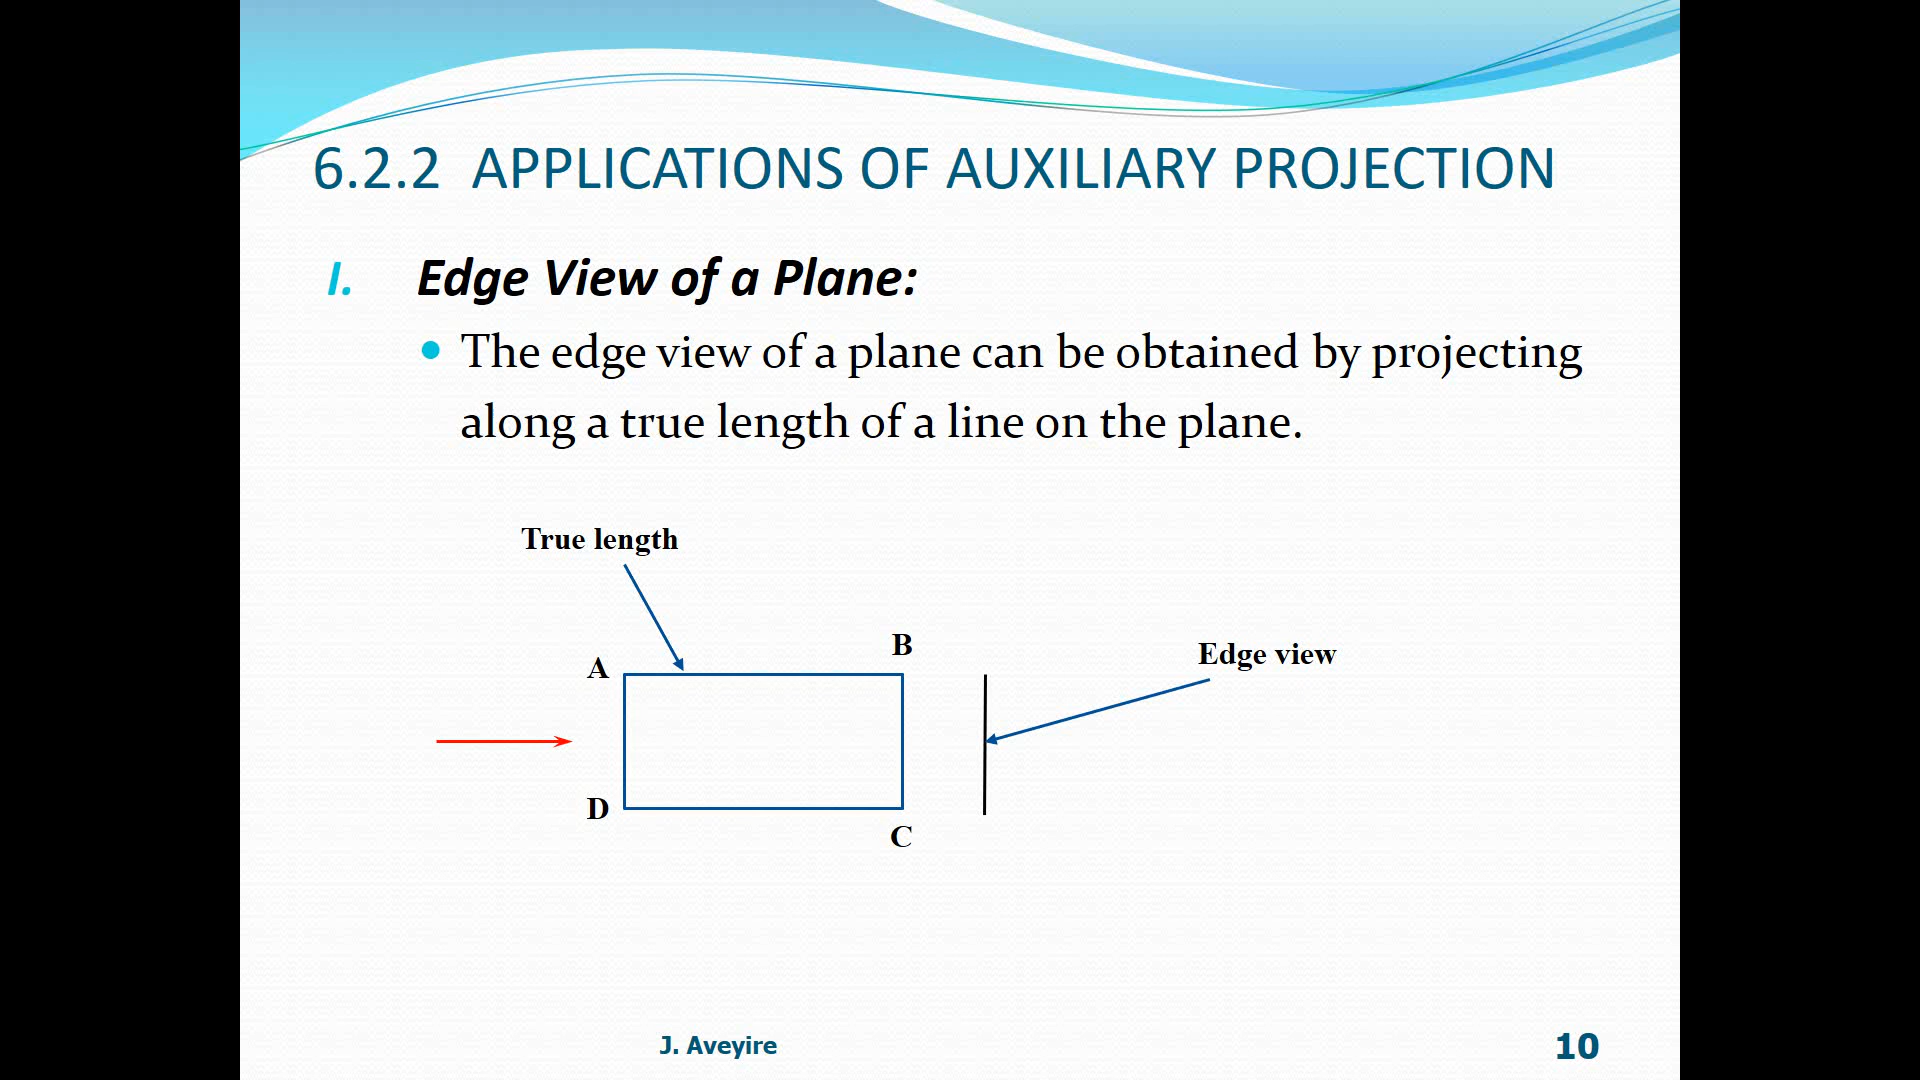 6.2.2 APPLICATIONS OF AUXILIARY PROJECTION
I. Edge View of a Plane:
• The edge view of a plane can be obtained by projecting
along a true length of a line on the plane.
True length
B
Edge view
A
D
C
J. Aveyire
10